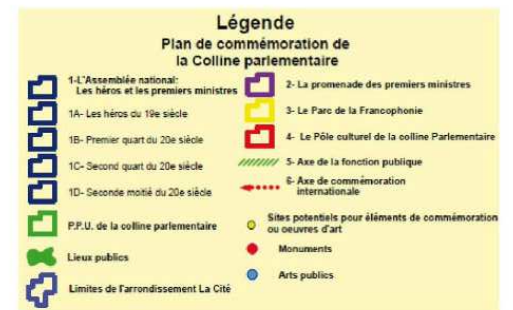 Légende
Plan de commémoration de
la Colline parlementaire
1-L'Assemblée national:
Les héros et les premiers ministres
1A- Les héros du 19e siècle
1B- Premier quart du 20e siècle
1C- Second quart du 20e siècle
1D- Seconde moitié du 20e siècle
P.P.U. de la colline parlementaire
Lieux publics
Limites de l'arrondissement La Cité
2- La promenade des premiers ministres
3- Le Parc de la Francophonie
4- Le Pôle culturel de la colline Parlementaire
5- Axe de la fonction publique
6- Axe de commémoration
internationale
Sites potentiels pour éléments de commémoration
ou oeuvres d'art
Monuments
Arts publics